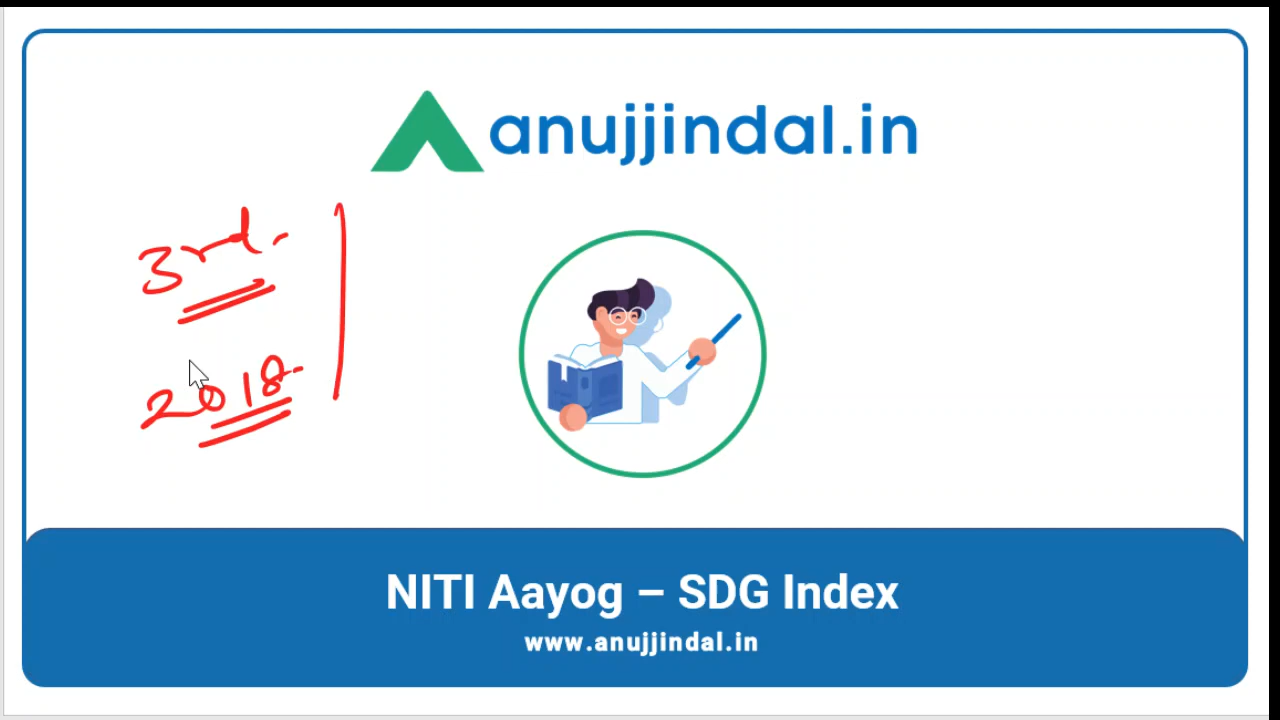 anujjindal.in
3rd.
2018.
NITI Aayog – SDG Index
www.anujjindal.in